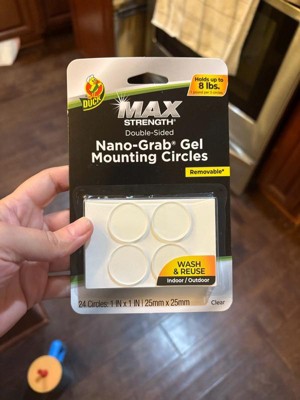 DUCK
Holds up to
8 lbs.
MAX
STRENGTH®
Double-Sided
Nano-Grab® Gel
Mounting Circles
Removable*
WASH
& REUSE
Indoor / Outdoor
24 Circles: 1 IN x 1 IN | 25mm x 25mm
Clear